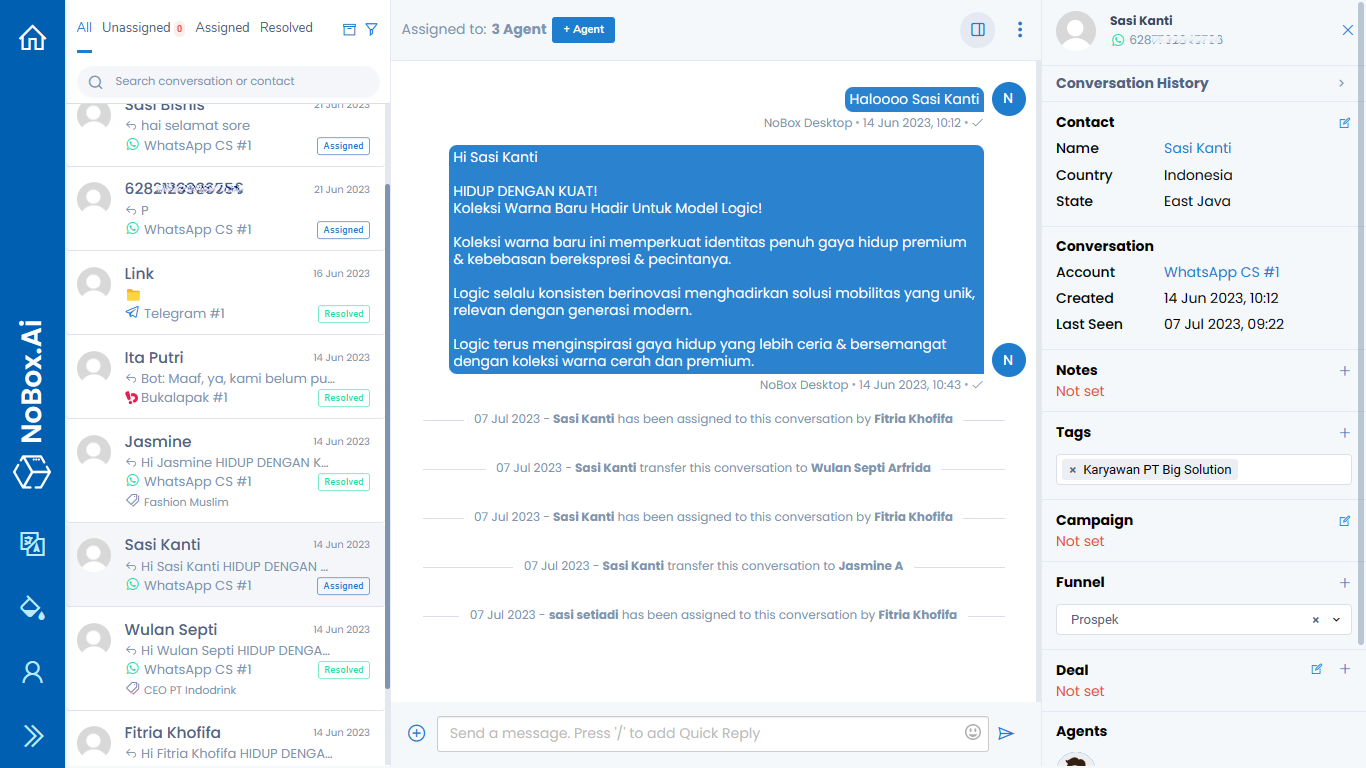 NoBox.Ai
All Unassigned 0 Assigned Resolved
Search conversation or contact
Sasi Bisnis 21 Jun 2023
hai selamat sore
WhatsApp CS #1 Assigned
21 Jun 2023
P
WhatsApp CS #1 Assigned
Link 16 Jun 2023
Telegram #1 Resolved
Ita Putri 14 Jun 2023
Bot: Maaf, ya, kami belum pu...
Bukalapak #1 Resolved
Jasmine 14 Jun 2023
Hi Jasmine HIDUP DENGAN K...
WhatsApp CS #1 Resolved
Fashion Muslim
Sasi Kanti 14 Jun 2023
Hi Sasi Kanti HIDUP DENGAN ...
WhatsApp CS #1 Assigned
Wulan Septi 14 Jun 2023
Hi Wulan Septi HIDUP DENGA...
WhatsApp CS #1 Resolved
CEO PT Indodrink
Fitria Khofifa 14 Jun 2023
Hi Fitria Khofifa HIDUP DENGA...
Assigned to: 3 Agent + Agent
Haloooo Sasi Kanti
N
NoBox Desktop • 14 Jun 2023, 10:12 •
Hi Sasi Kanti
HIDUP DENGAN KUAT!
Koleksi Warna Baru Hadir Untuk Model Logic!
Koleksi warna baru ini memperkuat identitas penuh gaya hidup premium
& kebebasan berekspresi & pecintanya.
Logic selalu konsisten berinovasi menghadirkan solusi mobilitas yang unik,
relevan dengan generasi modern.
Logic terus menginspirasi gaya hidup yang lebih ceria & bersemangat
dengan koleksi warna cerah dan premium.
N
NoBox Desktop • 14 Jun 2023, 10:43 •
07 Jul 2023 - Sasi Kanti has been assigned to this conversation by Fitria Khofifa
07 Jul 2023 - Sasi Kanti transfer this conversation to Wulan Septi Arfrida
07 Jul 2023 - Sasi Kanti has been assigned to this conversation by Fitria Khofifa
07 Jul 2023 - Sasi Kanti transfer this conversation to Jasmine A
07 Jul 2023 - sasi setiadi has been assigned to this conversation by Fitria Khofifa
Send a message. Press '/' to add Quick Reply
Sasi Kanti
Conversation History
Contact
Name Sasi Kanti
Country Indonesia
State East Java
Conversation
Account WhatsApp CS #1
Created 14 Jun 2023, 10:12
Last Seen 07 Jul 2023, 09:22
Notes
Not set
Tags
× Karyawan PT Big Solution
Campaign
Not set
Funnel
Prospek ×
Deal
Not set
Agents